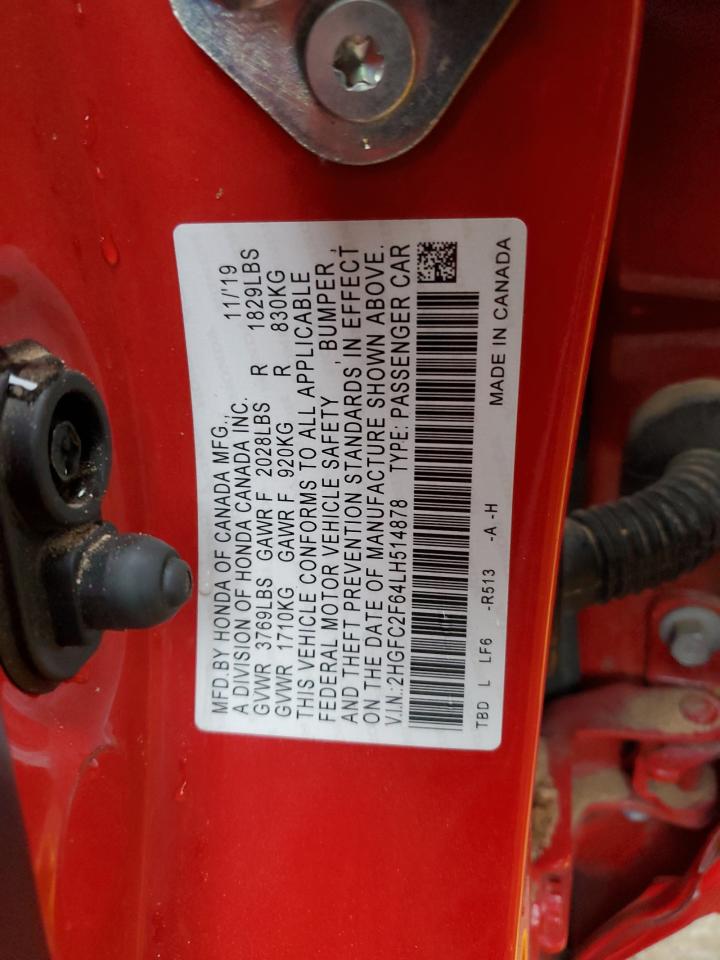 MFD.BY HONDA OF CANADA MFG.,
A DIVISION OF HONDA CANADA INC. 11/'19
GVWR 3769LBS GAWR F 2028LBS R 1829LBS
GVWR 1710KG GAWR F 920KG R 830KG
THIS VEHICLE CONFORMS TO ALL APPLICABLE
FEDERAL MOTOR VEHICLE SAFETY , BUMPER ,
AND THEFT PREVENTION STANDARDS IN EFFECT
ON THE DATE OF MANUFACTURE SHOWN ABOVE.
V.I.N.:2HGFC2F64LH514878 TYPE: PASSENGER CAR
TBD L LF6 -R513 -A -H MADE IN CANADA